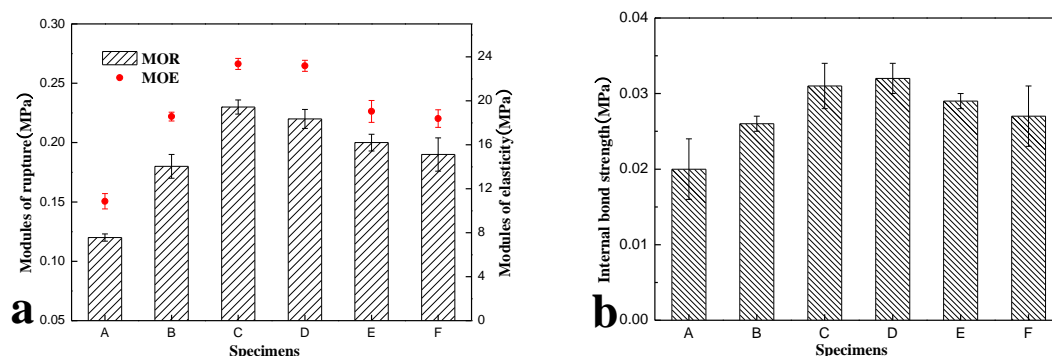 0.30
0.25
0.20
0.15
0.10
0.05
Modules of rupture(MPa)
MOR
MOE
24
20
16
12
8
4
0
Modules of elasticity(MPa)
A B C D E F
Specimens
a
0.04
0.03
0.02
0.01
0.00
Internal bond strength(MPa)
A B C D E F
Specimens
b